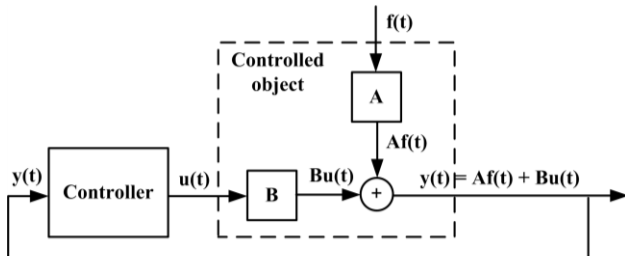 f(t)
Controlled
object
A
Af(t)
y(t)
Controller
u(t)
B
Bu(t)
+
y(t) = Af(t) + Bu(t)